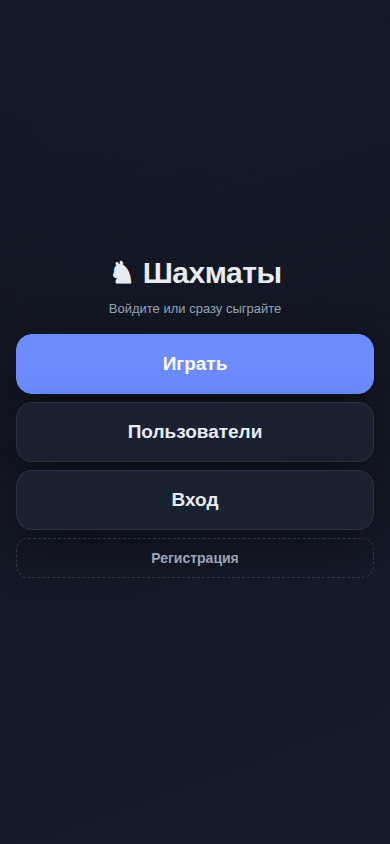 ♞ Шахматы
Войдите или сразу сыграйте
Играть
Пользователи
Вход
Регистрация